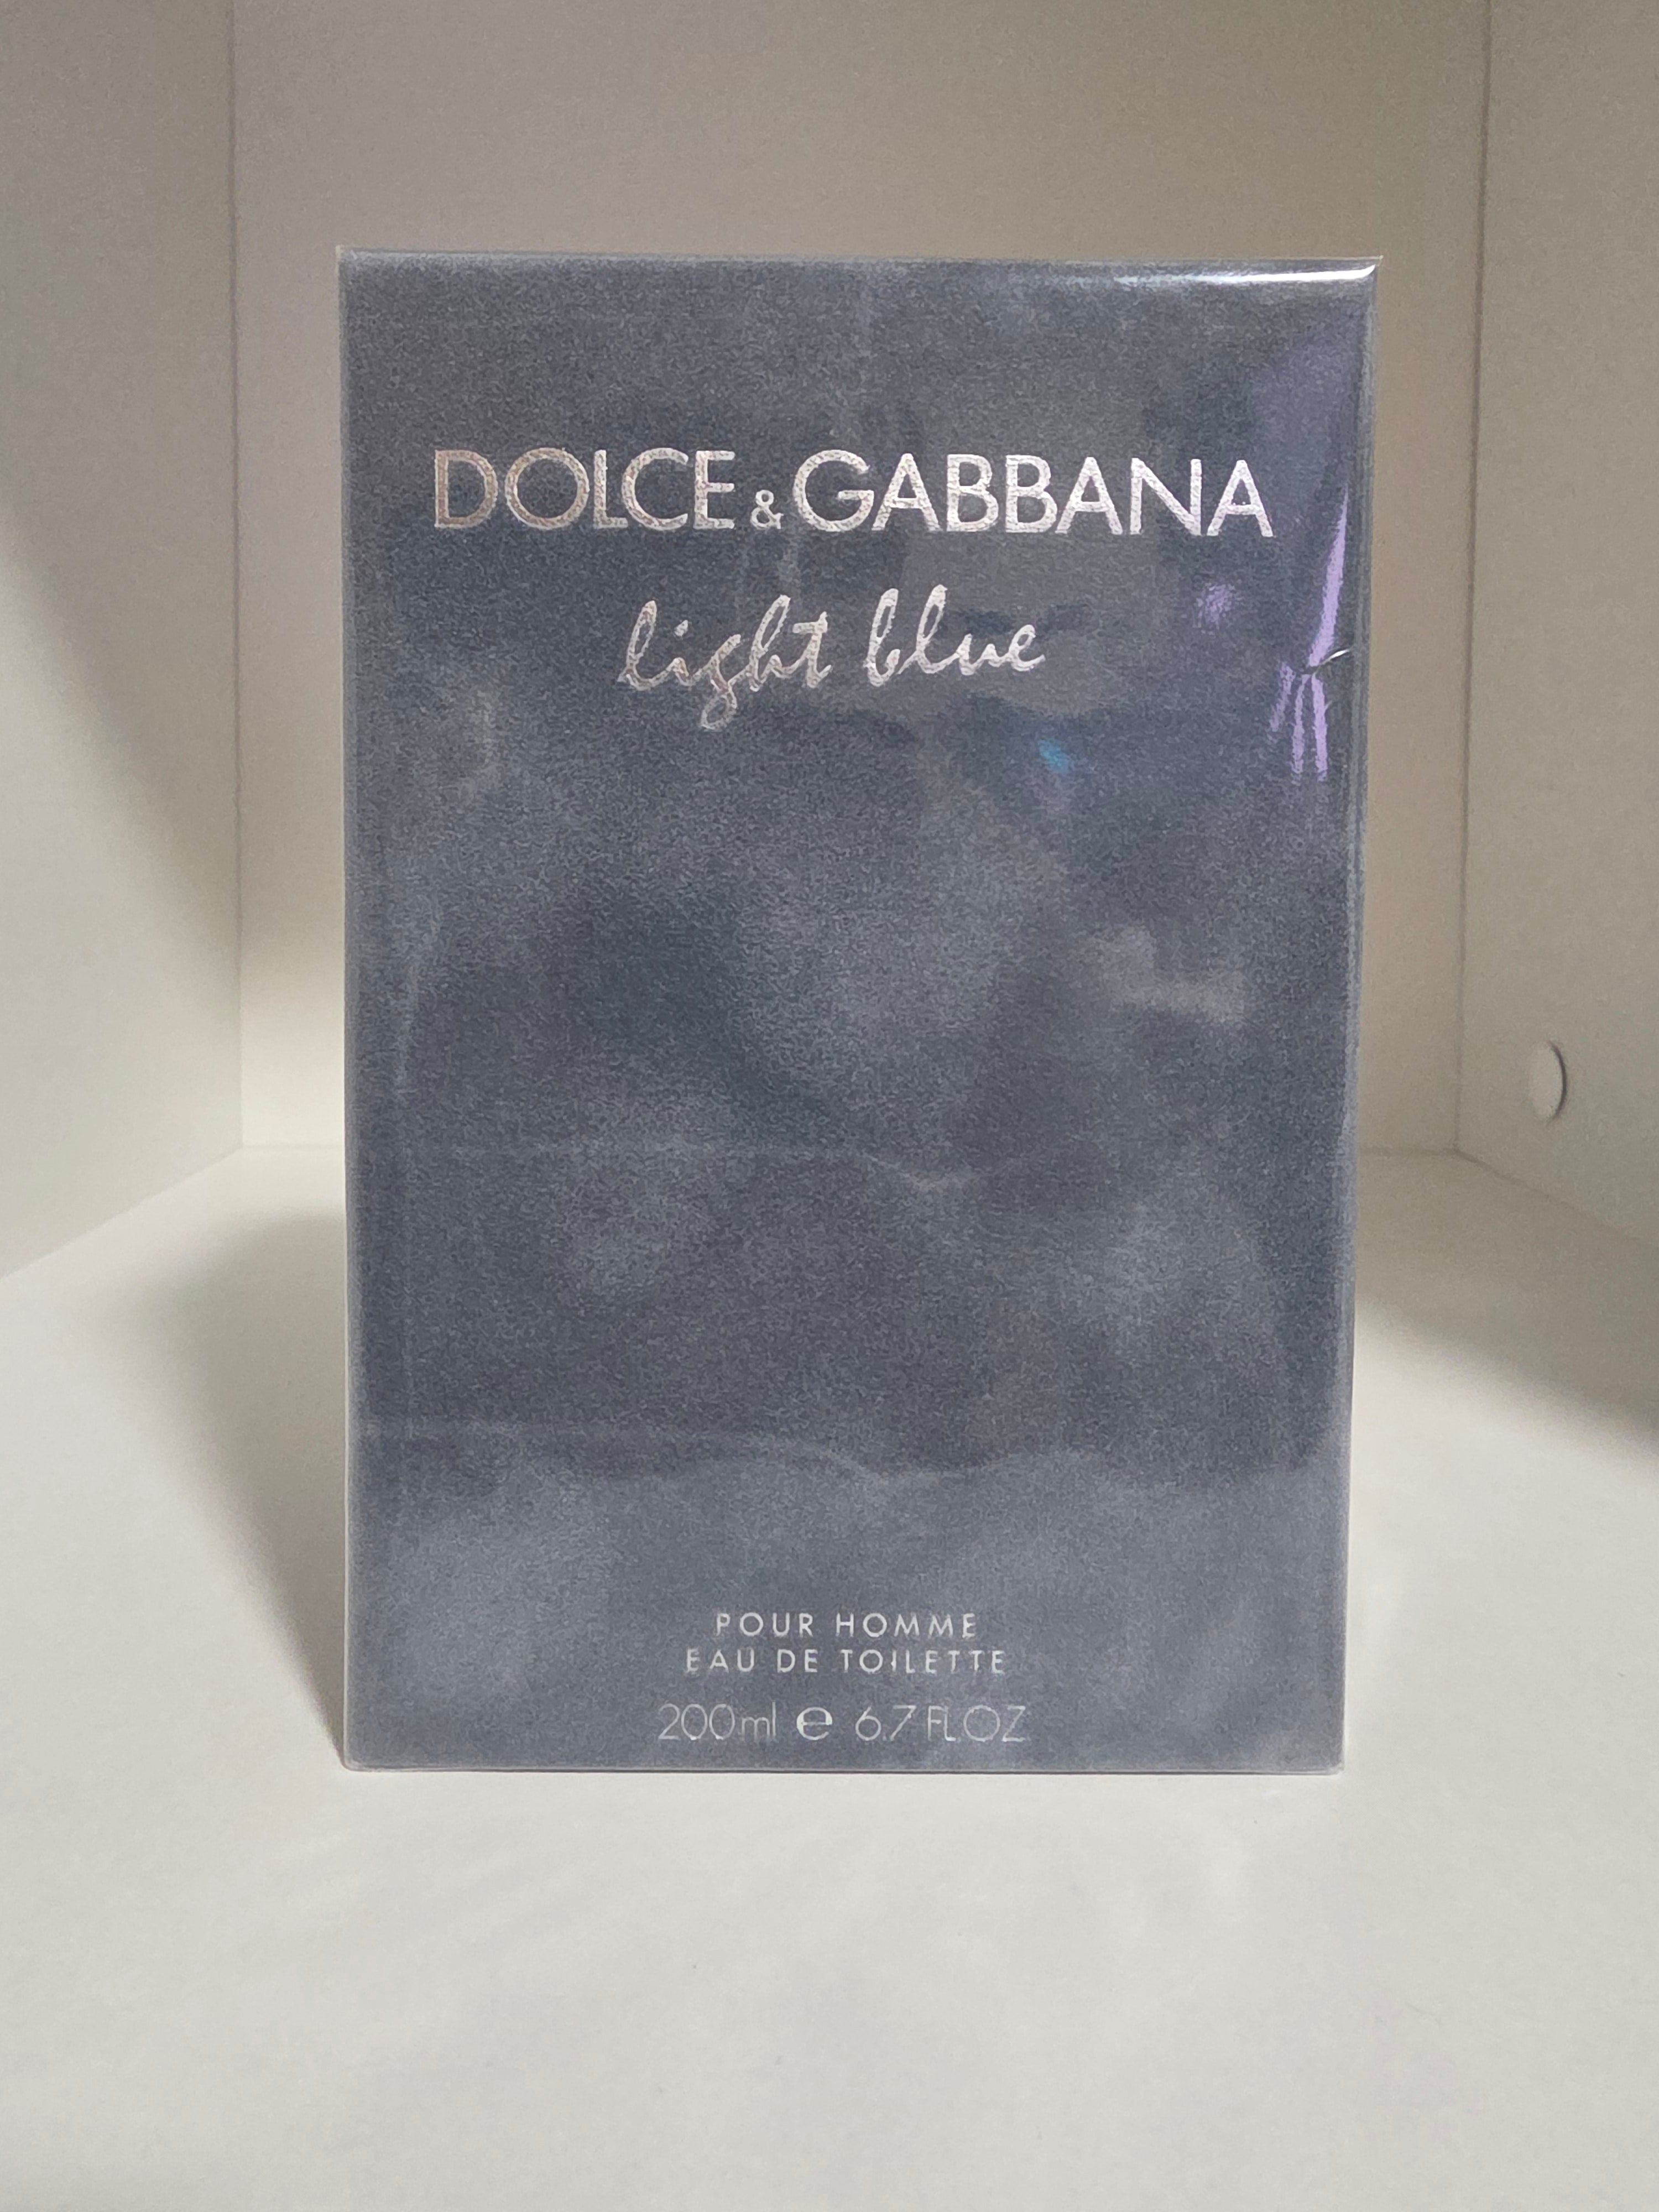 DOLCE & GABBANA
light blue
POUR HOMME
EAU DE TOILETTE
200ml e 6.7 FL.OZ